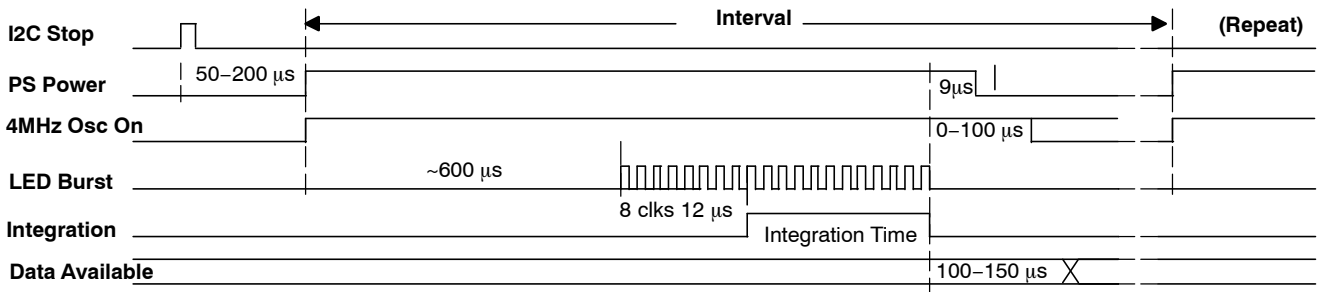 Interval
(Repeat)
I2C Stop
50–200 μs
PS Power
9μs
4MHz Osc On
0–100 μs
~600 μs
LED Burst
8 clks 12 μs
Integration
Integration Time
Data Available
100–150 μs